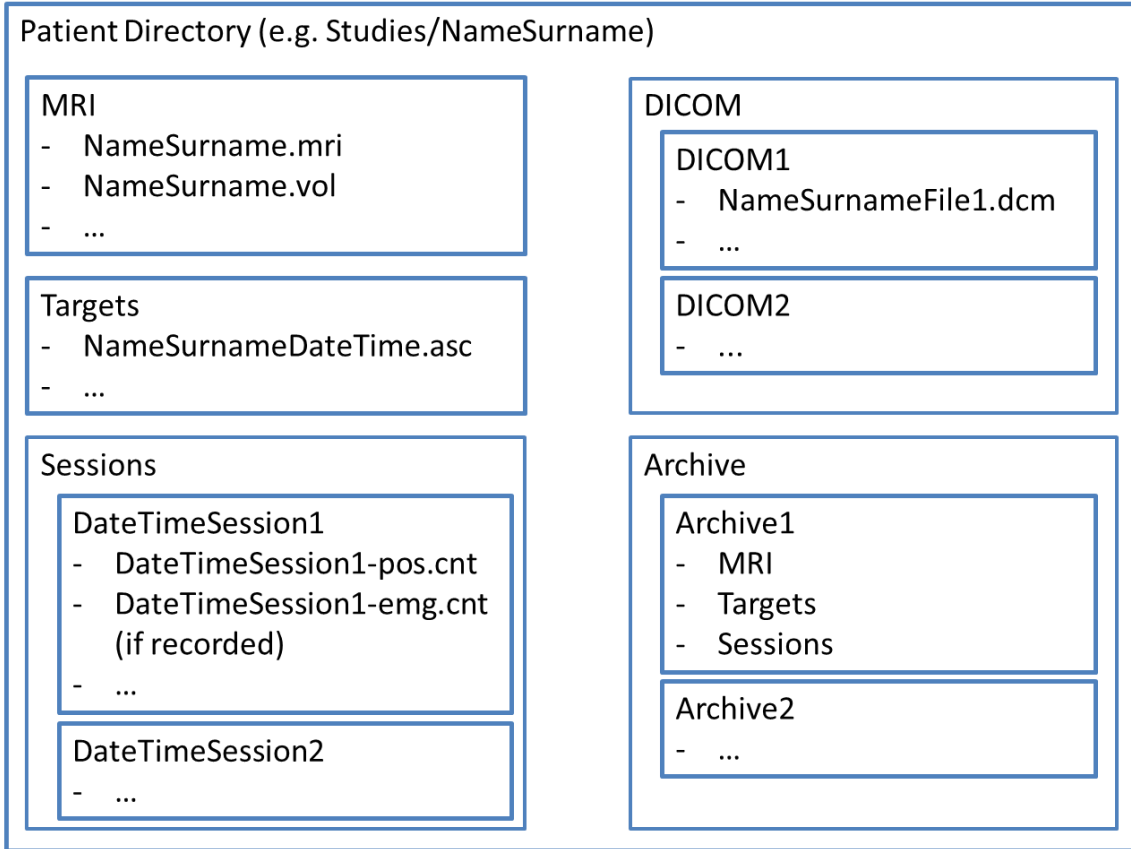 Patient Directory (e.g. Studies/NameSurname)
MRI
- NameSurname.mri
- NameSurname.vol
- …
Targets
- NameSurnameDateTime.asc
- …
Sessions
DateTimeSession1
- DateTimeSession1-pos.cnt
- DateTimeSession1-emg.cnt
(if recorded)
- …
DateTimeSession2
- …
DICOM
DICOM1
- NameSurnameFile1.dcm
- …
DICOM2
- ...
Archive
Archive1
- MRI
- Targets
- Sessions
Archive2
- …